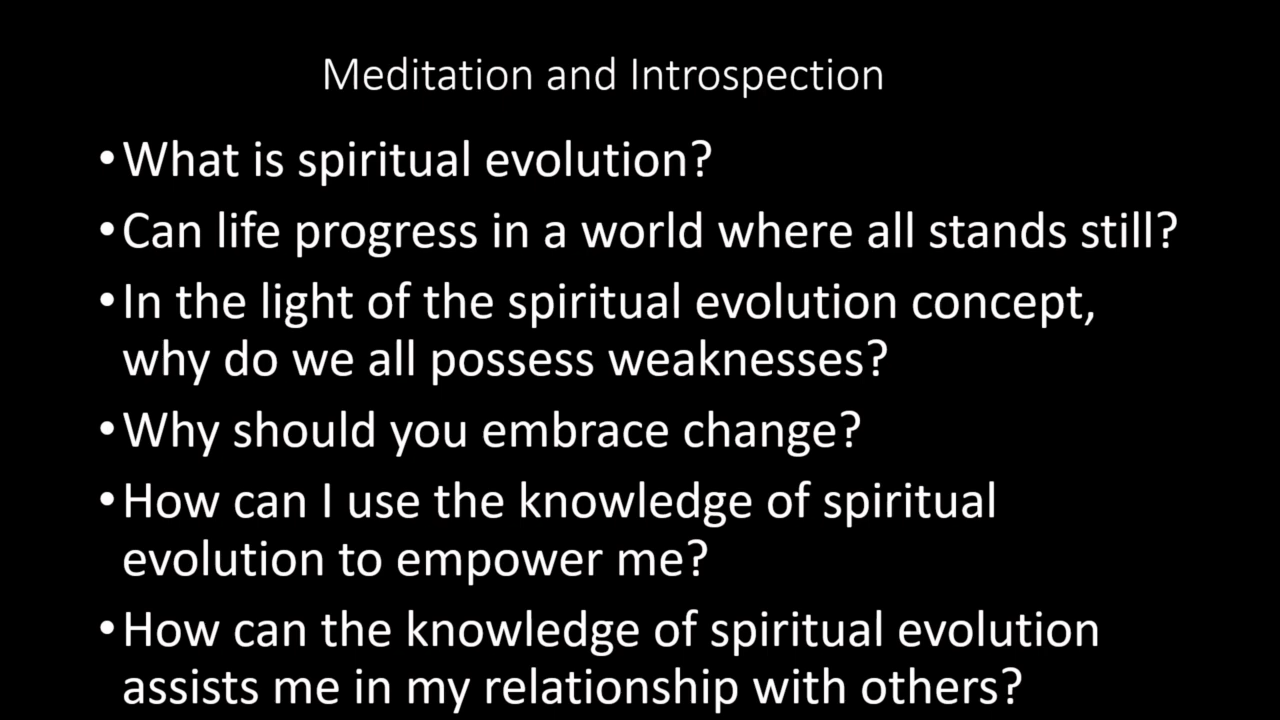 Meditation and Introspection
•What is spiritual evolution?
•Can life progress in a world where all stands still?
•In the light of the spiritual evolution concept,
why do we all possess weaknesses?
•Why should you embrace change?
•How can I use the knowledge of spiritual
evolution to empower me?
•How can the knowledge of spiritual evolution
assists me in my relationship with others?